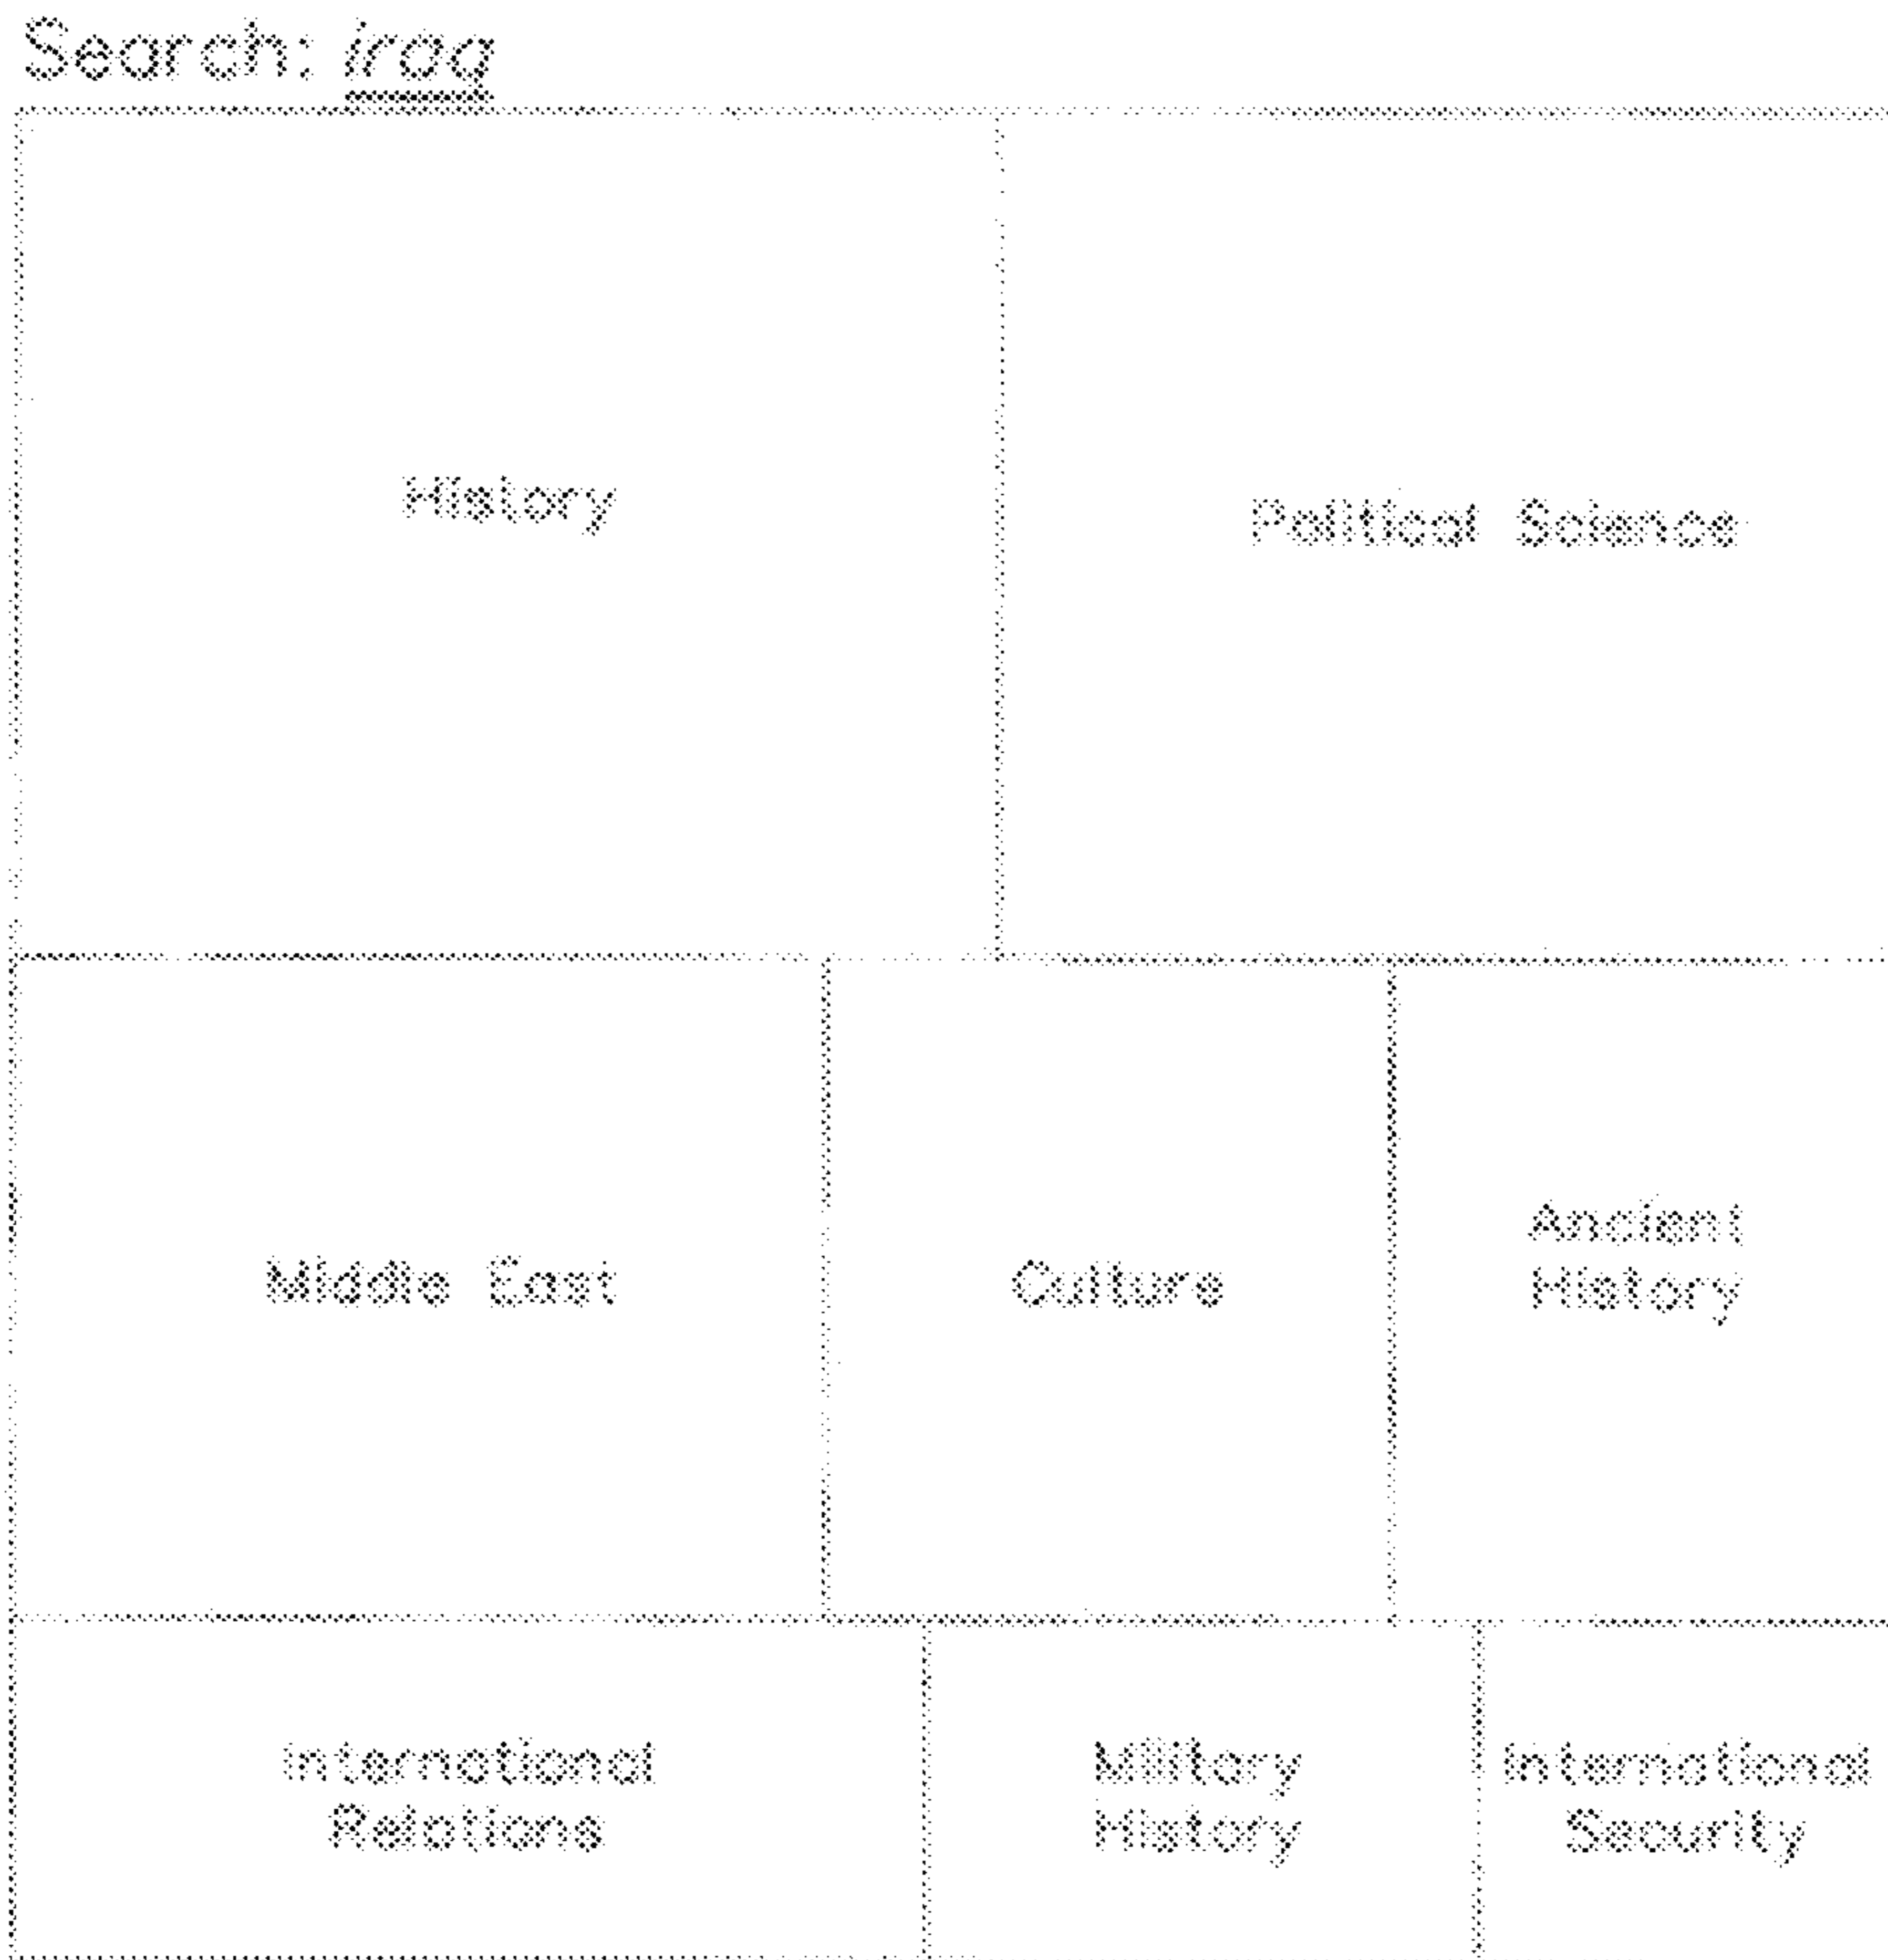 Search: iraq
History
Political Science
Middle East
Culture
Ancient
History
International
Relations
Military
History
International
Security